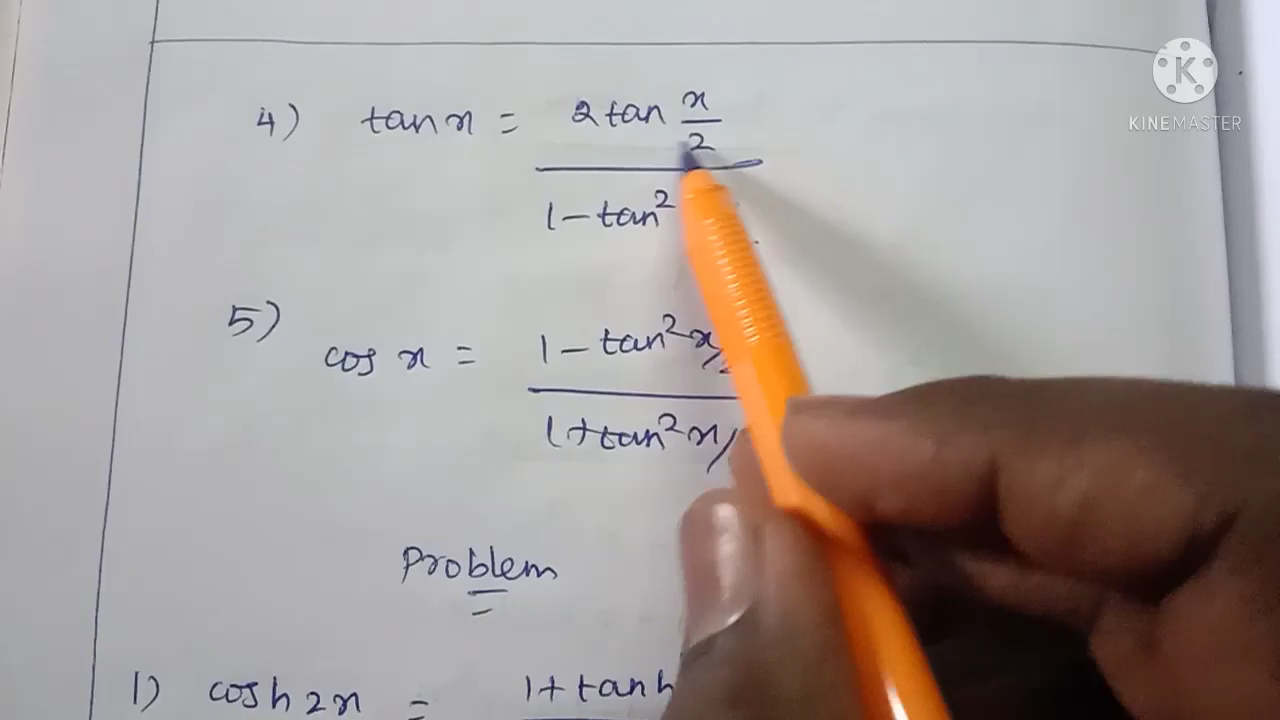 4) tan x = 2 tan x/2
1 - tan²
5) cos x = 1 - tan² x/2
1 + tan² x/
Problem
1) cosh 2x = 1 + tanh
K
KINEMASTER